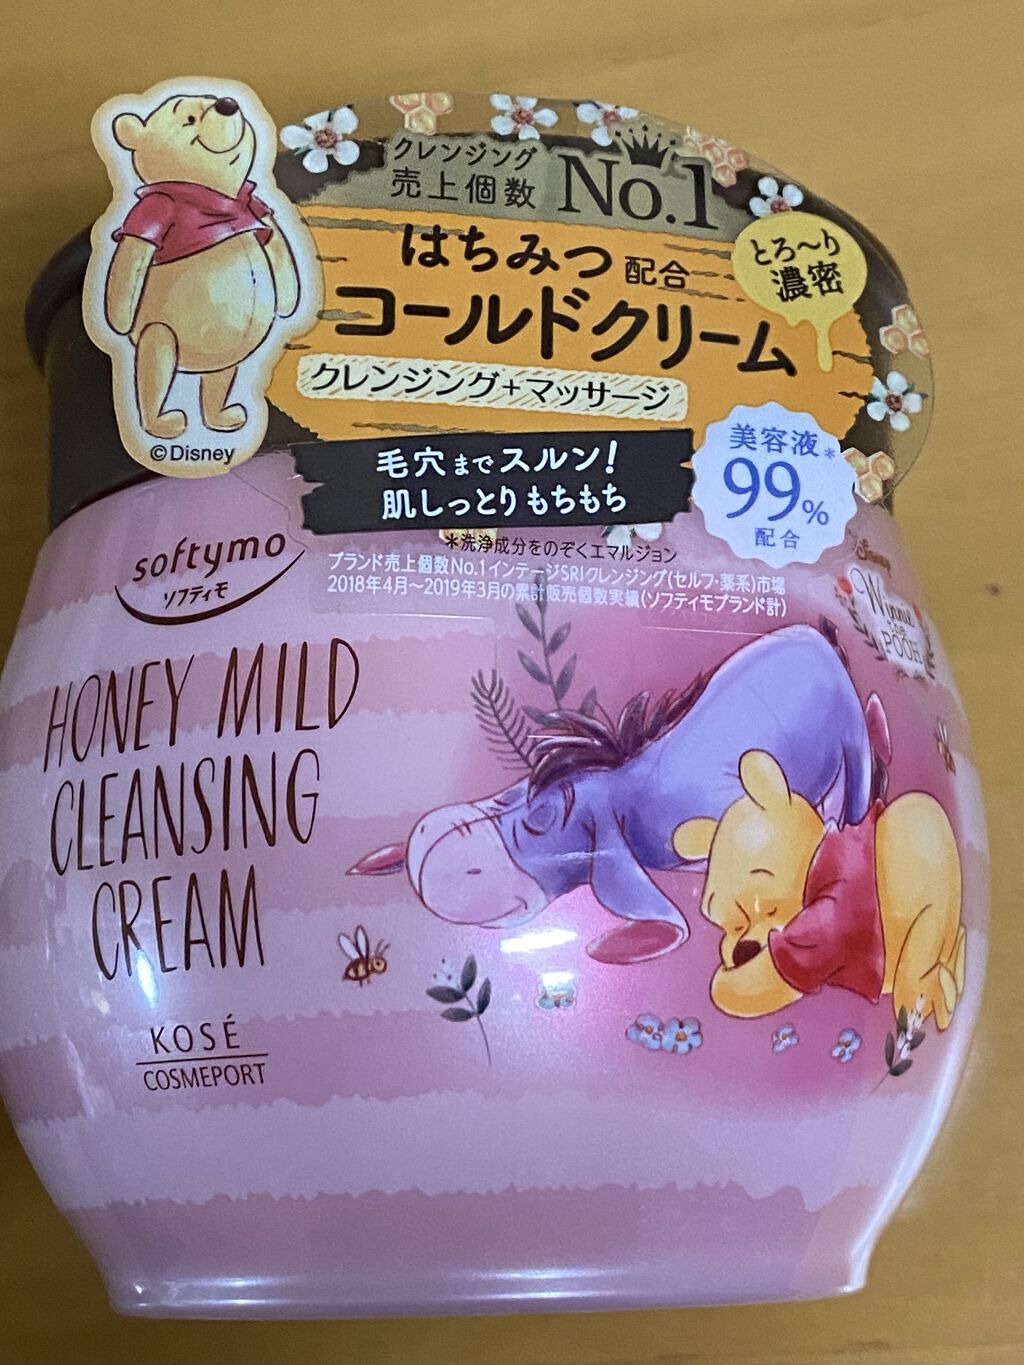 クレンジング
売上個数 No.1
はちみつ 配合
コールドクリーム
とろ〜り
濃密
クレンジング+マッサージ
©Disney
毛穴までスルン!
肌しっとりもちもち
美容液*
99%
配合
*洗浄成分をのぞくエマルジョン
ブランド売上個数No.1インテージSRIクレンジング(セルフ・薬系)市場
2018年4月〜2019年3月の累計販売個数実績(ソフティモブランド計)
softymo
ソフティモ
Disney
Winnie
the
POOH
HONEY MILD
CLEANSING
CREAM
KOSÉ
COSMEPORT